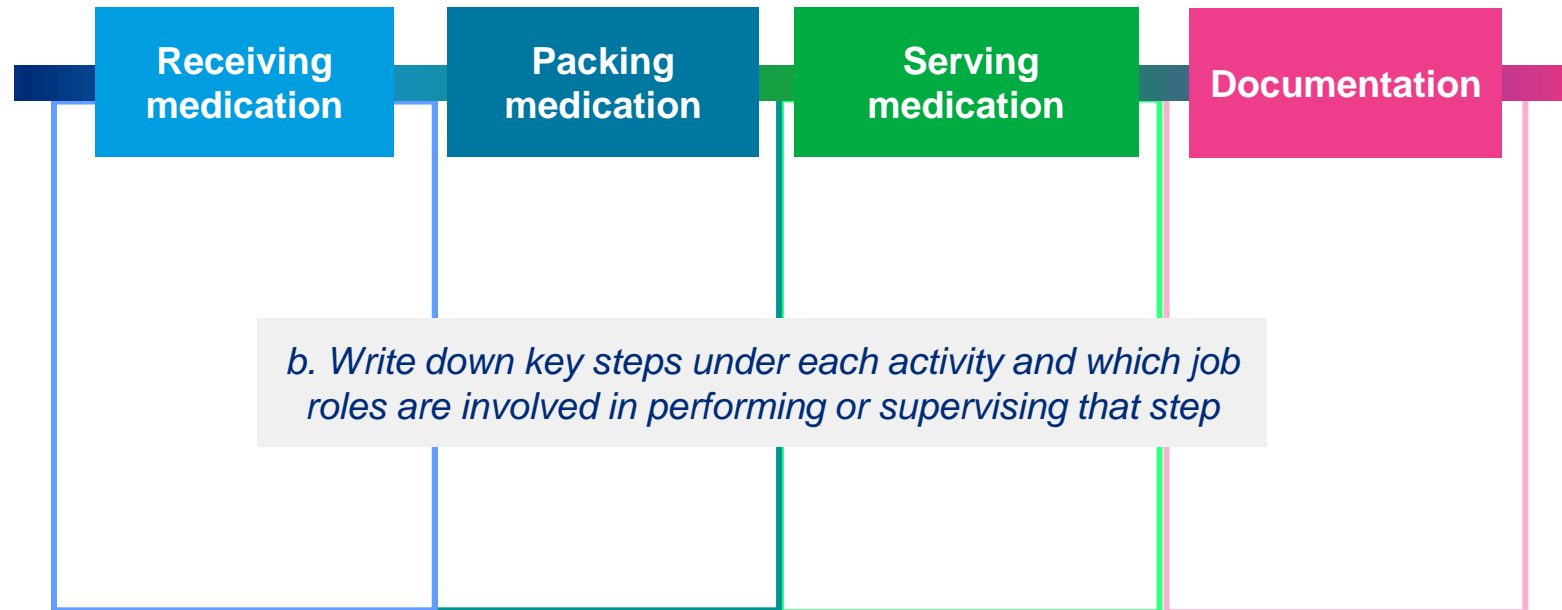 Receiving
medication
Packing
medication
Serving
medication
Documentation
b. Write down key steps under each activity and which job
roles are involved in performing or supervising that step